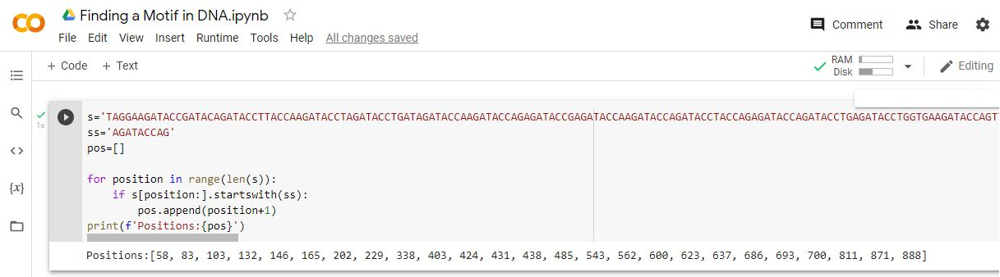 Finding a Motif in DNA.ipynb
File Edit View Insert Runtime Tools Help All changes saved
Comment Share
+ Code + Text
RAM
Disk
Editing
1s
s='TAGGAAGATACCGATACAGATACCTTACCAAGATACCTAGATACCTGATAGATACCAAGATACCAGAGATACCGAGATACCAAGATACCAGATACCTACCAGAGATACCAGATACCTGAGATACCTGGTGAAGATACCAGT
ss='AGATACCAG'
pos=[]
for position in range(len(s)):
if s[position:].startswith(ss):
pos.append(position+1)
print(f'Positions:{pos}')
Positions:[58, 83, 103, 132, 146, 165, 202, 229, 338, 403, 424, 431, 438, 485, 543, 562, 600, 623, 637, 686, 693, 700, 811, 871, 888]